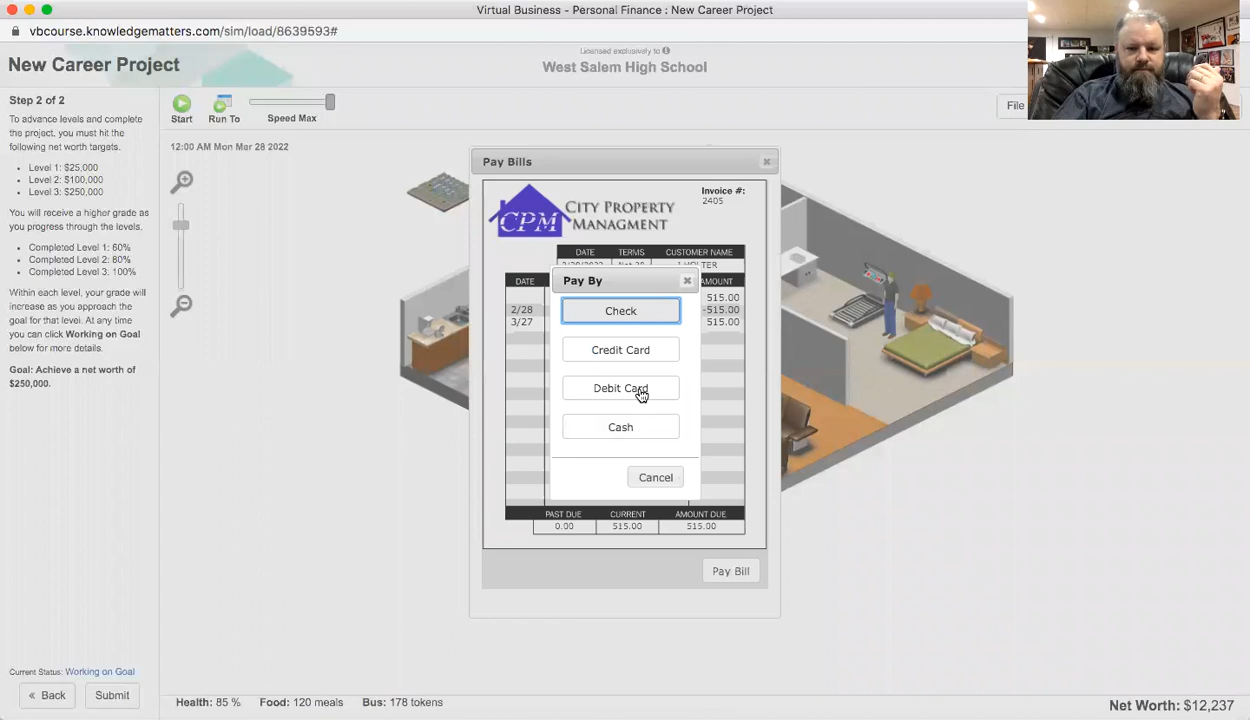 Virtual Business - Personal Finance : New Career Project
vbcourse.knowledgematters.com/sim/load/8639593#
New Career Project
Licensed exclusively to
West Salem High School
Step 2 of 2
To advance levels and complete
the project, you must hit the
following net worth targets.
• Level 1: $25,000
• Level 2: $100,000
• Level 3: $250,000
You will receive a higher grade as
you progress through the levels.
• Completed Level 1: 60%
• Completed Level 2: 80%
• Completed Level 3: 100%
Within each level, your grade will
increase as you approach the
goal for that level. At any time
you can click Working on Goal
below for more details.
Goal: Achieve a net worth of
$250,000.
Current Status: Working on Goal
« Back
Submit
Start
Run To
Speed Max
File
12:00 AM Mon Mar 28 2022
Pay Bills
CPM
CITY PROPERTY
MANAGMENT
Invoice #:
2405
DATE TERMS CUSTOMER NAME
DATE
AMOUNT
515.00
2/28 -515.00
3/27 515.00
Pay By
Check
Credit Card
Debit Card
Cash
Cancel
PAST DUE CURRENT AMOUNT DUE
0.00 515.00 515.00
Pay Bill
Health: 85 % Food: 120 meals Bus: 178 tokens
Net Worth: $12,237